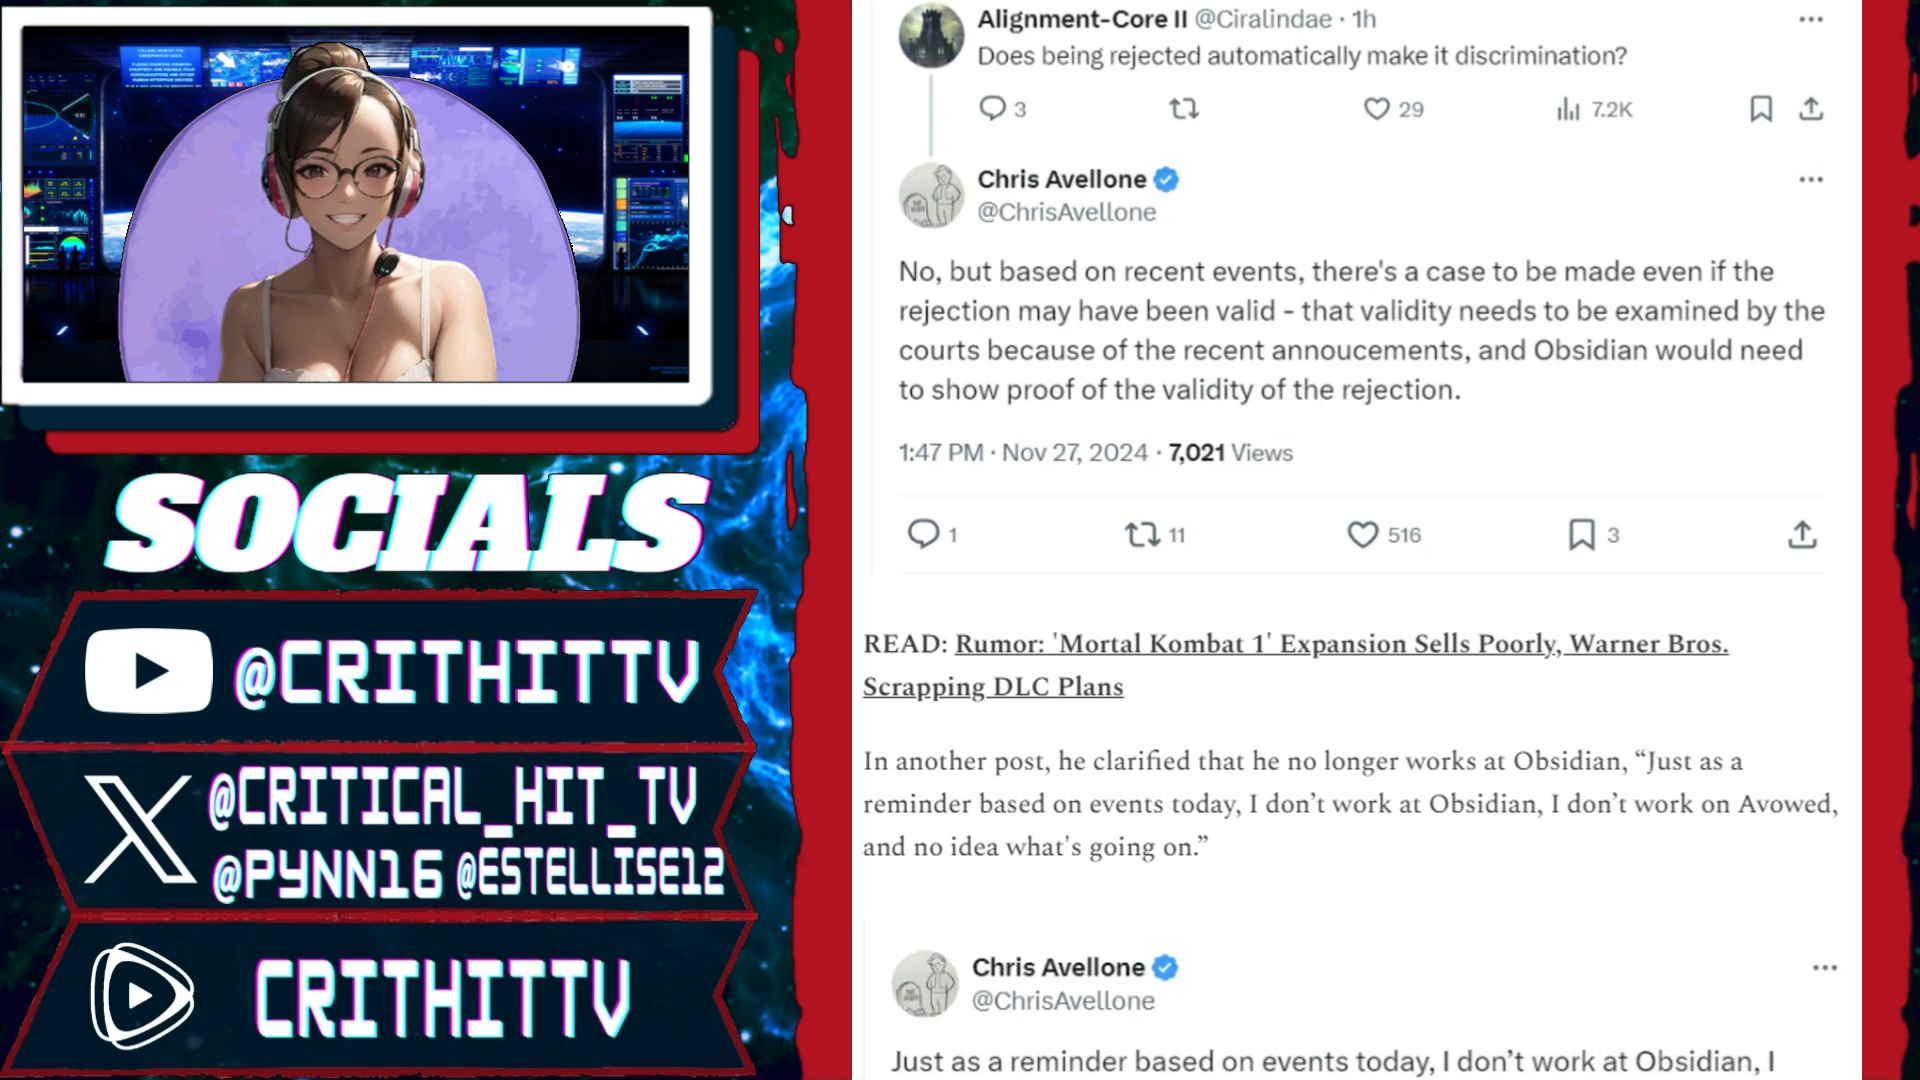 SOCIALS
@CRITHITTV
@CRITICAL_HIT_TV
@PYNN16 @ESTELLISE12
CRITHITTV
Alignment-Core II @Ciralindae · 1h
Does being rejected automatically make it discrimination?
3 29 7.2K
Chris Avellone
@ChrisAvellone
No, but based on recent events, there's a case to be made even if the
rejection may have been valid - that validity needs to be examined by the
courts because of the recent annoucements, and Obsidian would need
to show proof of the validity of the rejection.
1:47 PM · Nov 27, 2024 · 7,021 Views
1 11 516 3
READ: Rumor: 'Mortal Kombat 1' Expansion Sells Poorly, Warner Bros.
Scrapping DLC Plans
In another post, he clarified that he no longer works at Obsidian, “Just as a
reminder based on events today, I don’t work at Obsidian, I don’t work on Avowed,
and no idea what's going on.”
Chris Avellone
@ChrisAvellone
Just as a reminder based on events today, I don’t work at Obsidian, I